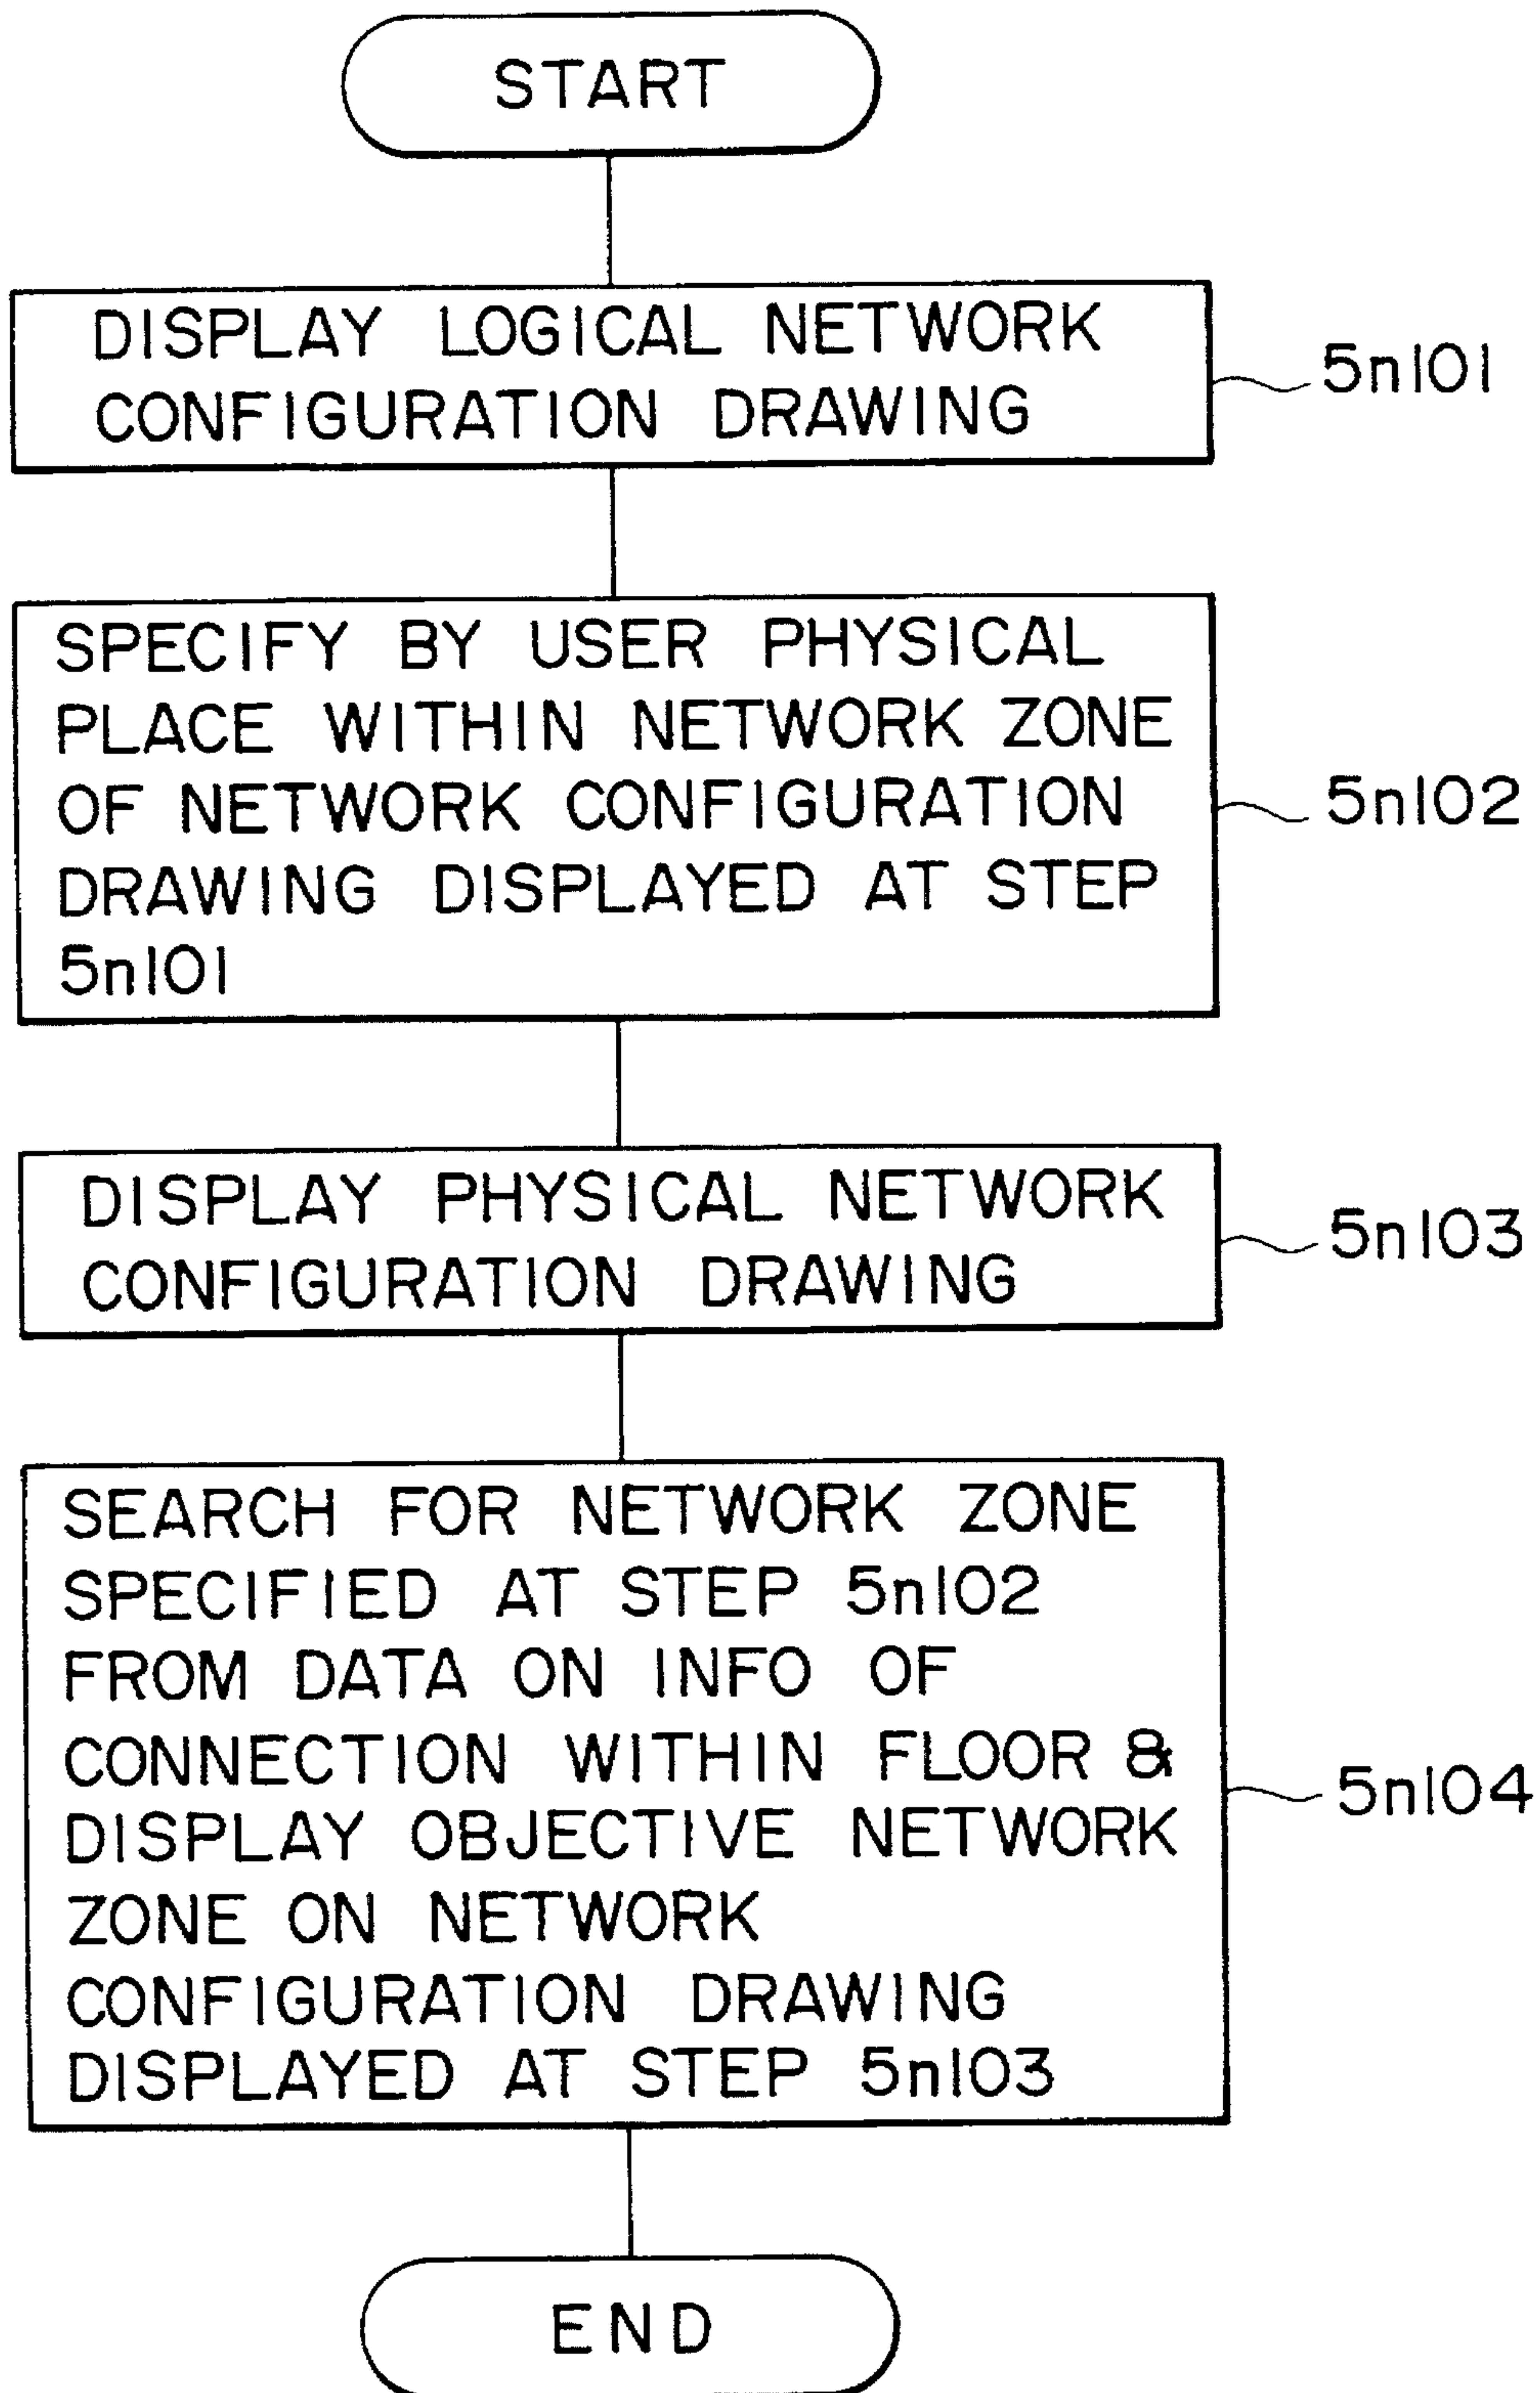 START
DISPLAY LOGICAL NETWORK
CONFIGURATION DRAWING
5n101
SPECIFY BY USER PHYSICAL
PLACE WITHIN NETWORK ZONE
OF NETWORK CONFIGURATION
DRAWING DISPLAYED AT STEP
5n101
5n102
DISPLAY PHYSICAL NETWORK
CONFIGURATION DRAWING
5n103
SEARCH FOR NETWORK ZONE
SPECIFIED AT STEP 5n102
FROM DATA ON INFO OF
CONNECTION WITHIN FLOOR &
DISPLAY OBJECTIVE NETWORK
ZONE ON NETWORK
CONFIGURATION DRAWING
DISPLAYED AT STEP 5n103
5n104
END